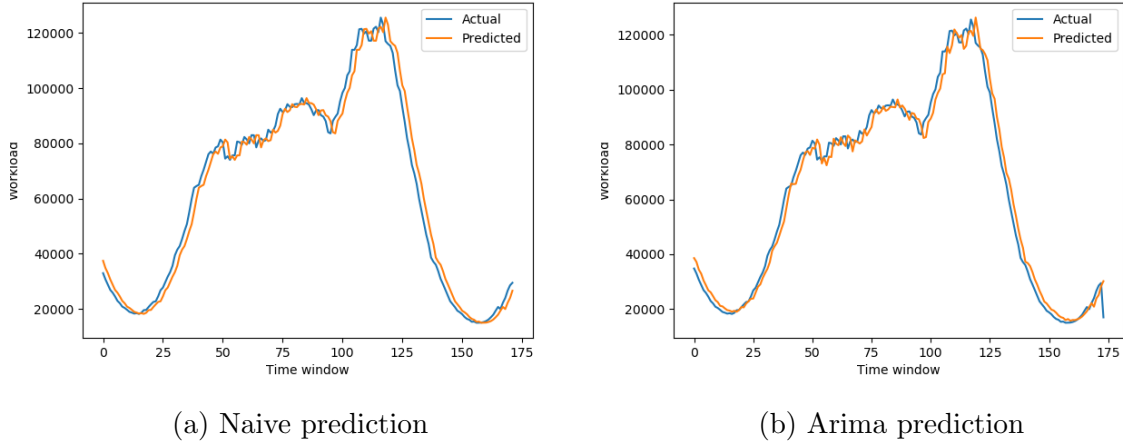 Actual
Predicted
120000
100000
80000
60000
40000
20000
workload
0
25
50
75
100
125
150
175
Time window
(a) Naive prediction
Actual
Predicted
120000
100000
80000
60000
40000
20000
workload
0
25
50
75
100
125
150
175
Time window
(b) Arima prediction